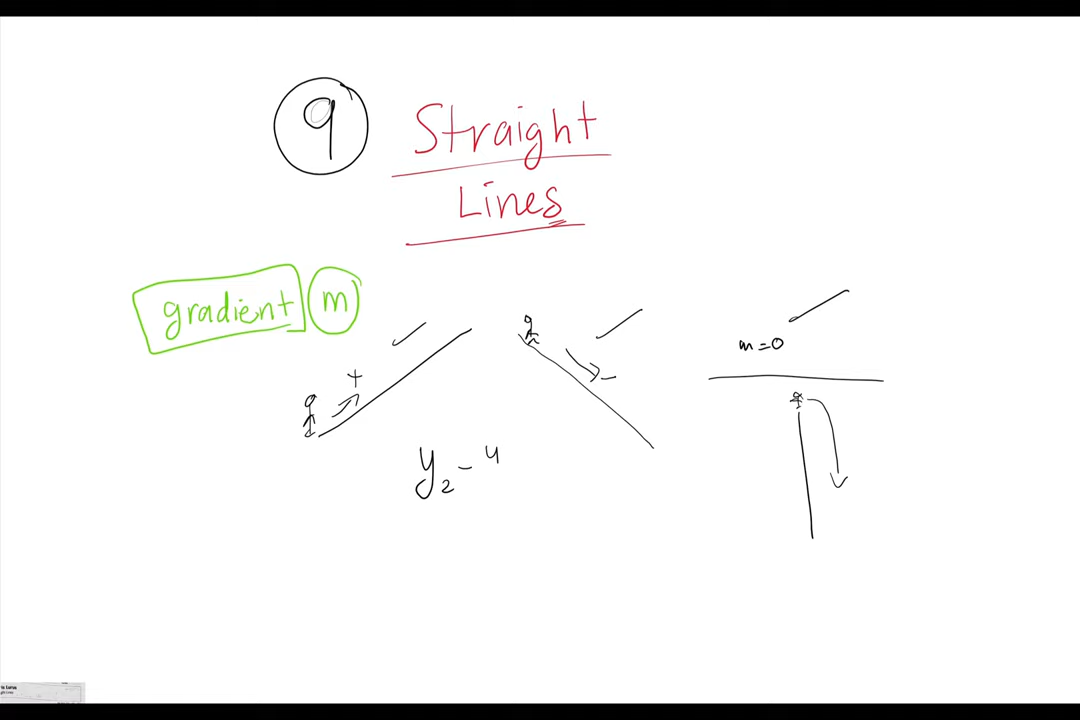 9
Straight
Lines
gradient m
+
-
m=0
y₂ - y